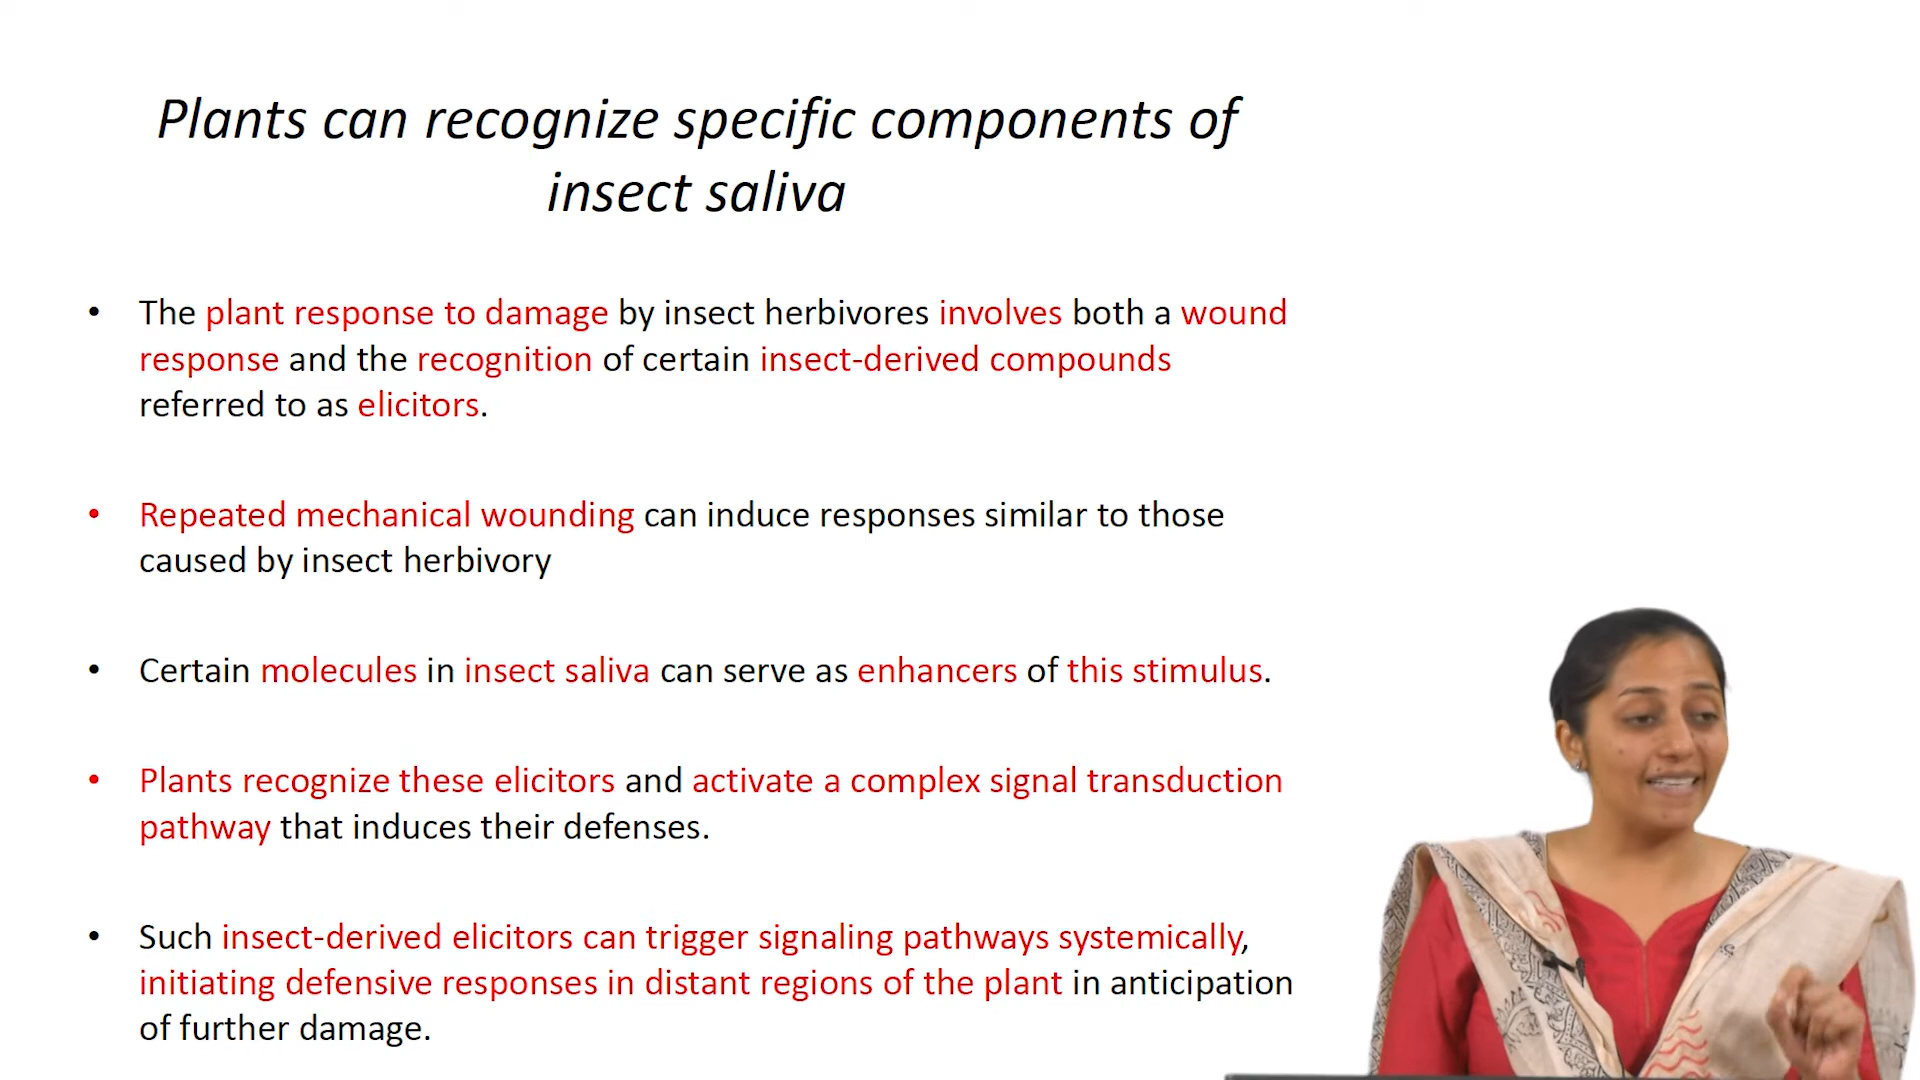 Plants can recognize specific components of
insect saliva
• The plant response to damage by insect herbivores involves both a wound
response and the recognition of certain insect-derived compounds
referred to as elicitors.
• Repeated mechanical wounding can induce responses similar to those
caused by insect herbivory
• Certain molecules in insect saliva can serve as enhancers of this stimulus.
• Plants recognize these elicitors and activate a complex signal transduction
pathway that induces their defenses.
• Such insect-derived elicitors can trigger signaling pathways systemically,
initiating defensive responses in distant regions of the plant in anticipation
of further damage.